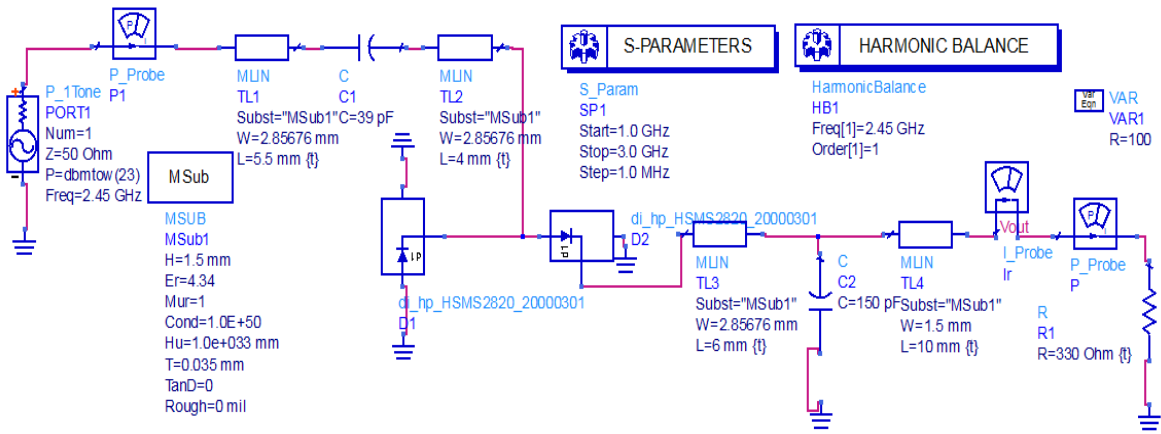 P_Probe
P1
P_1Tone
PORT1
Num=1
Z=50 Ohm
P=dbmtow(23)
Freq=2.45 GHz
MLIN
TL1
Subst="MSub1"
W=2.85676 mm
L=5.5 mm {t}
C
C1
C=39 pF
MLIN
TL2
Subst="MSub1"
W=2.85676 mm
L=4 mm {t}
S-PARAMETERS
S_Param
SP1
Start=1.0 GHz
Stop=3.0 GHz
Step=1.0 MHz
HARMONIC BALANCE
HarmonicBalance
HB1
Freq[1]=2.45 GHz
Order[1]=1
Var
Eqn
VAR
VAR1
R=100
MSub
MSUB
MSub1
H=1.5 mm
Er=4.34
Mur=1
Cond=1.0E+50
Hu=1.0e+033 mm
T=0.035 mm
TanD=0
Rough=0 mil
di_hp_HSMS2820_20000301
D1
di_hp_HSMS2820_20000301
D2
MLIN
TL3
Subst="MSub1"
W=2.85676 mm
L=6 mm {t}
C
C2
C=150 pF
MLIN
TL4
Subst="MSub1"
W=1.5 mm
L=10 mm {t}
Vout
I_Probe
Ir
P_Probe
P
R
R1
R=330 Ohm {t}